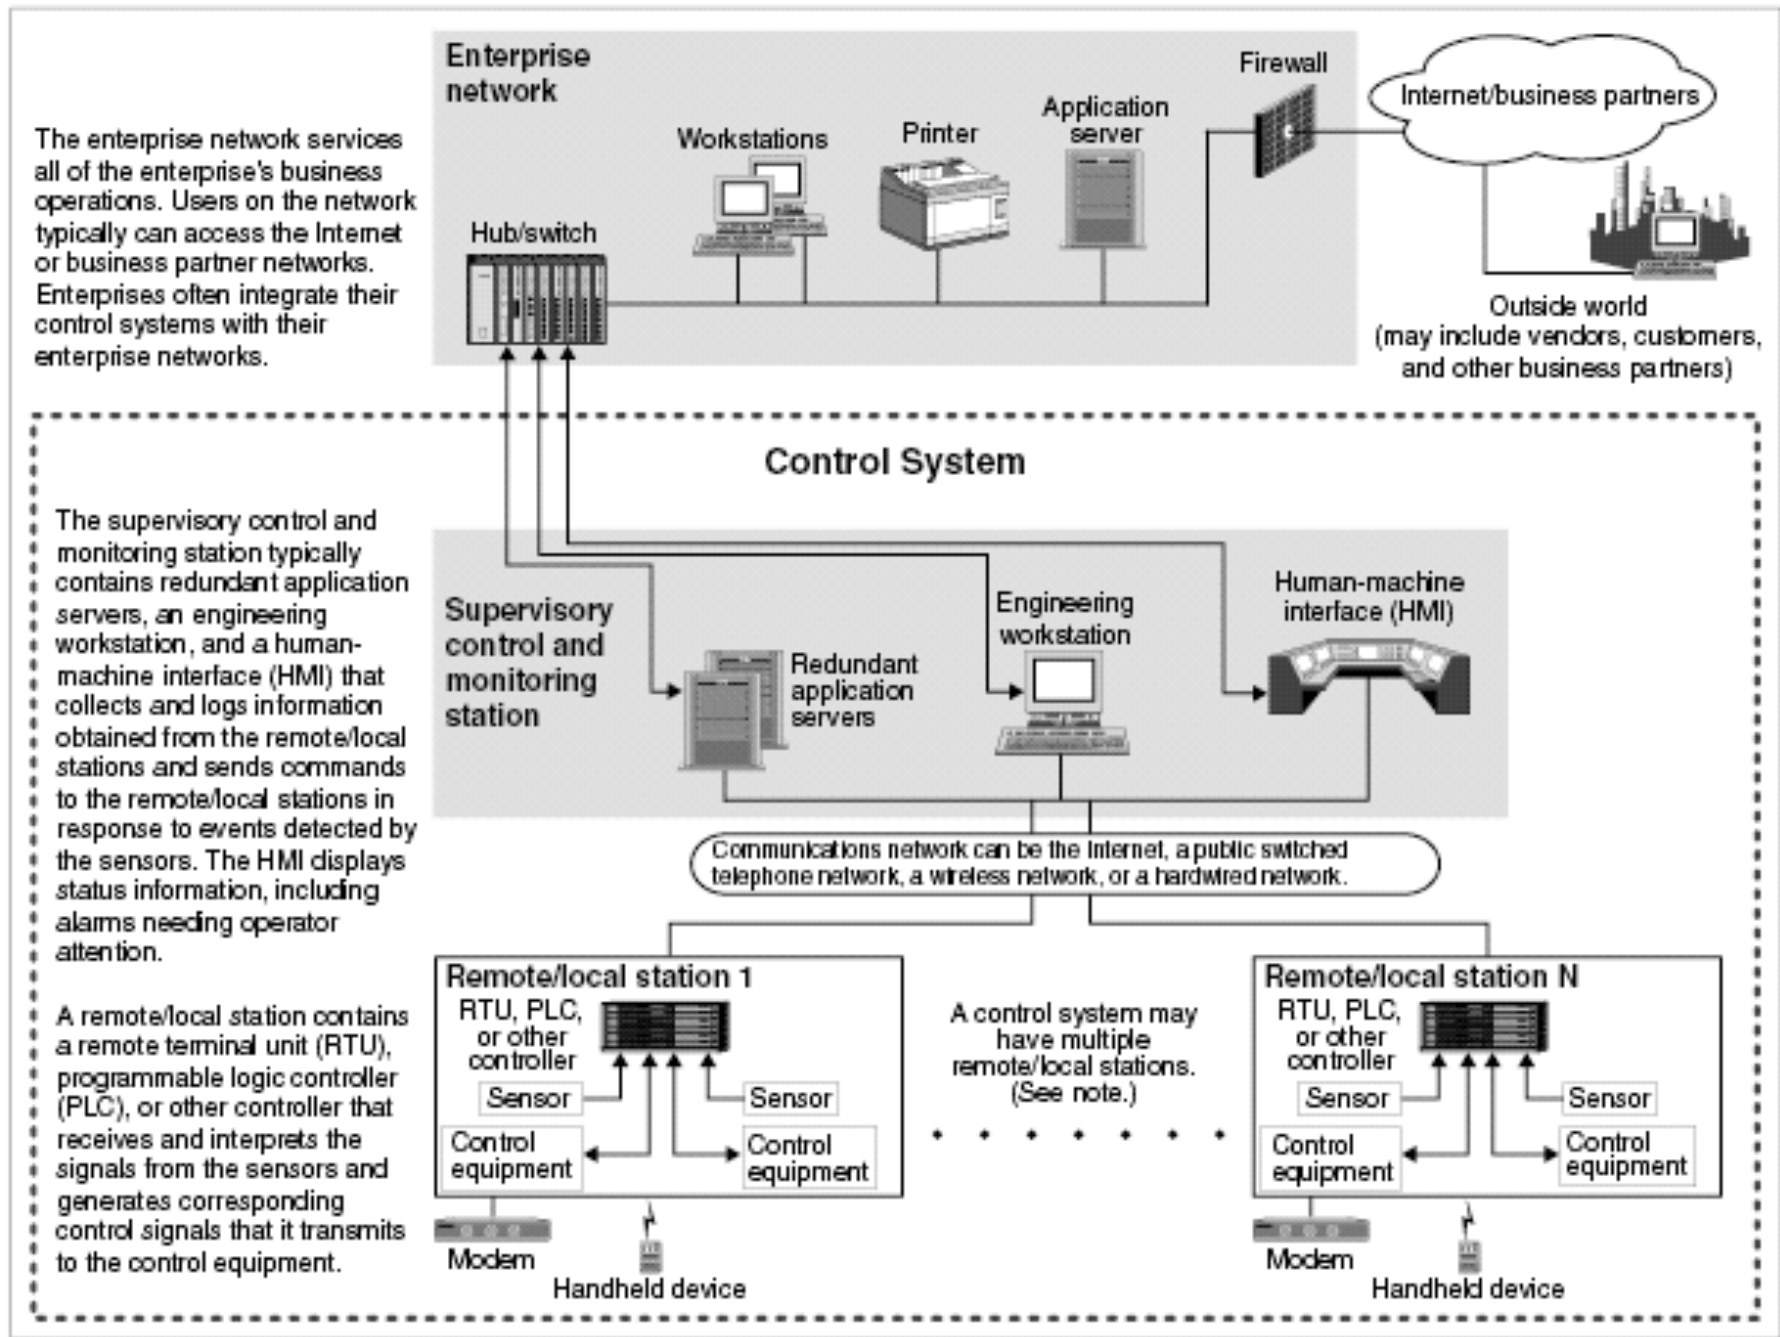 Enterprise
network
Firewall
Internet/business partners
Application
server
Printer
Workstations
Hub/switch
The enterprise network services
all of the enterprise's business
operations. Users on the network
typically can access the Internet
or business partner networks.
Enterprises often integrate their
control systems with their
enterprise networks.
Outside world
(may include vendors, customers,
and other business partners)
Control System
The supervisory control and
monitoring station typically
contains redundant application
servers, an engineering
workstation, and a human-
machine interface (HMI) that
collects and logs information
obtained from the remote/local
stations and sends commands
to the remote/local stations in
response to events detected by
the sensors. The HMI displays
status information, including
alarms needing operator
attention.
Supervisory
control and
monitoring
station
Redundant
application
servers
Engineering
workstation
Human-machine
interface (HMI)
Communications network can be the Internet, a public switched
telephone network, a wireless network, or a hardwired network.
A remote/local station contains
a remote terminal unit (RTU),
programmable logic controller
(PLC), or other controller that
receives and interprets the
signals from the sensors and
generates corresponding
control signals that it transmits
to the control equipment.
Remote/local station 1
RTU, PLC,
or other
controller
Sensor
Sensor
Control
equipment
Control
equipment
Modem
Handheld device
A control system may
have multiple
remote/local stations.
(See note.)
Remote/local station N
RTU, PLC,
or other
controller
Sensor
Sensor
Control
equipment
Control
equipment
Modem
Handheld device